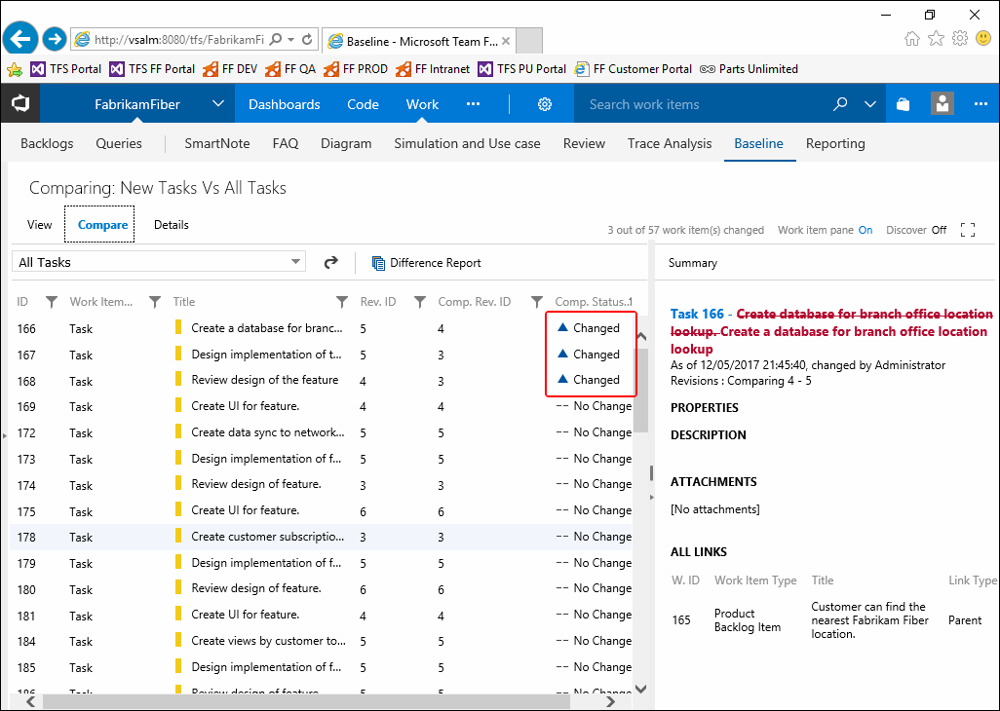 http://vsalm:8080/tfs/FabrikamFi
Baseline - Microsoft Team F...
TFS Portal TFS FF Portal FF DEV FF QA FF PROD FF Intranet TFS PU Portal FF Customer Portal Parts Unlimited
FabrikamFiber Dashboards Code Work ... Search work items ...
Backlogs Queries SmartNote FAQ Diagram Simulation and Use case Review Trace Analysis Baseline Reporting
Comparing: New Tasks Vs All Tasks
View Compare Details
3 out of 57 work item(s) changed Work item pane On Discover Off
All Tasks Difference Report
ID Work Item... Title Rev. ID Comp. Rev. ID Comp. Status..
166 Task Create a database for branc... 5 4 Changed
167 Task Design implementation of t... 5 3 Changed
168 Task Review design of the feature 4 3 Changed
169 Task Create UI for feature. 4 4 -- No Change
172 Task Create data sync to network... 5 5 -- No Change
173 Task Design implementation of f... 5 5 -- No Change
174 Task Review design of feature. 3 3 -- No Change
175 Task Create UI for feature. 6 6 -- No Change
178 Task Create customer subscriptio... 3 3 -- No Change
179 Task Design implementation of f... 5 5 -- No Change
180 Task Review design of feature. 6 6 -- No Change
181 Task Create UI for feature. 4 4 -- No Change
184 Task Create views by customer to... 5 5 -- No Change
185 Task Design implementation of f... 5 5 -- No Change
186 Task Review design of feature. 5 5 -- No Change
Summary
Task 166 - Create database for branch office location
lookup. Create a database for branch office location
lookup
As of 12/05/2017 21:45:40, changed by Administrator
Revisions : Comparing 4 - 5
PROPERTIES
DESCRIPTION
ATTACHMENTS
[No attachments]
ALL LINKS
W. ID Work Item Type Title Link Type
165 Product Backlog Item Customer can find the nearest Fabrikam Fiber location. Parent